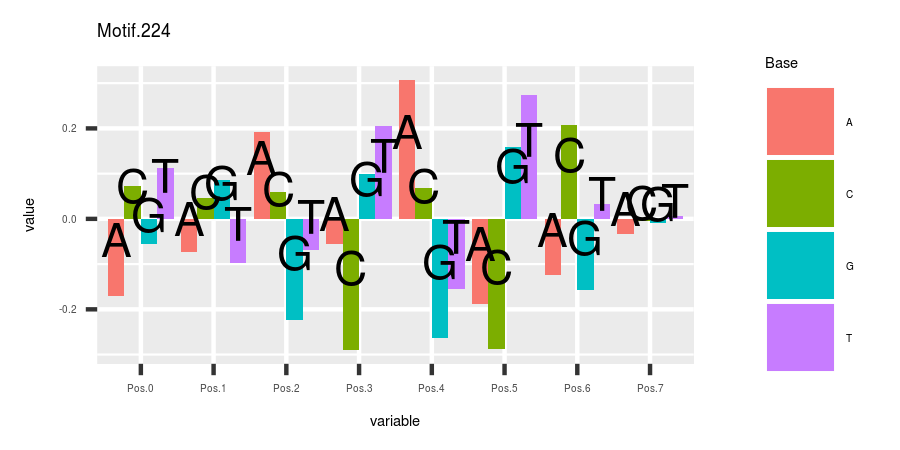 Motif.224
value
0.2
0.0
-0.2
A C G T A C G T A C G T A C G T A C G T A C G T A C G T A C G T
Pos.0 Pos.1 Pos.2 Pos.3 Pos.4 Pos.5 Pos.6 Pos.7
variable
Base
A
C
G
T